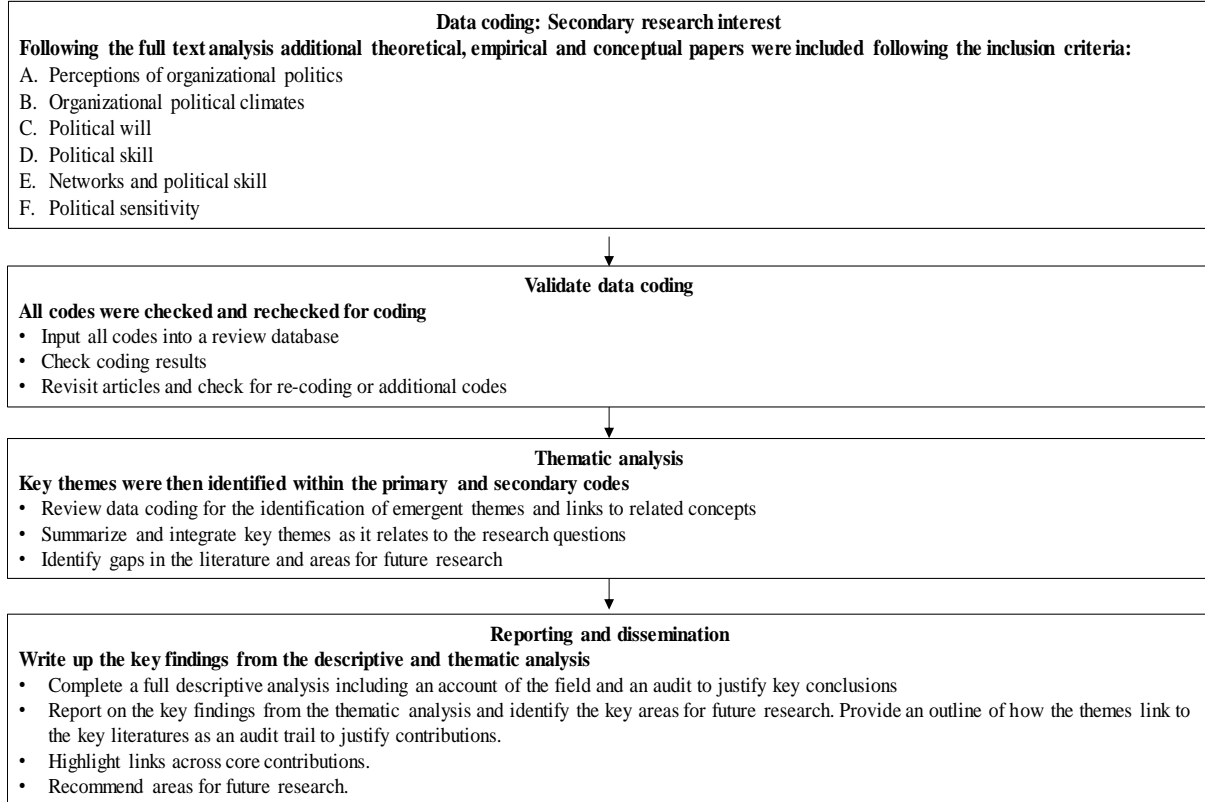 Data coding: Secondary research interest
Following the full text analysis additional theoretical, empirical and conceptual papers were included following the inclusion criteria:
A. Perceptions of organizational politics
B. Organizational political climates
C. Political will
D. Political skill
E. Networks and political skill
F. Political sensitivity
Validate data coding
All codes were checked and rechecked for coding
• Input all codes into a review database
• Check coding results
• Revisit articles and check for re-coding or additional codes
Thematic analysis
Key themes were then identified within the primary and secondary codes
• Review data coding for the identification of emergent themes and links to related concepts
• Summarize and integrate key themes as it relates to the research questions
• Identify gaps in the literature and areas for future research
Reporting and dissemination
Write up the key findings from the descriptive and thematic analysis
• Complete a full descriptive analysis including an account of the field and an audit to justify key conclusions
• Report on the key findings from the thematic analysis and identify the key areas for future research. Provide an outline of how the themes link to
the key literatures as an audit trail to justify contributions.
• Highlight links across core contributions.
• Recommend areas for future research.